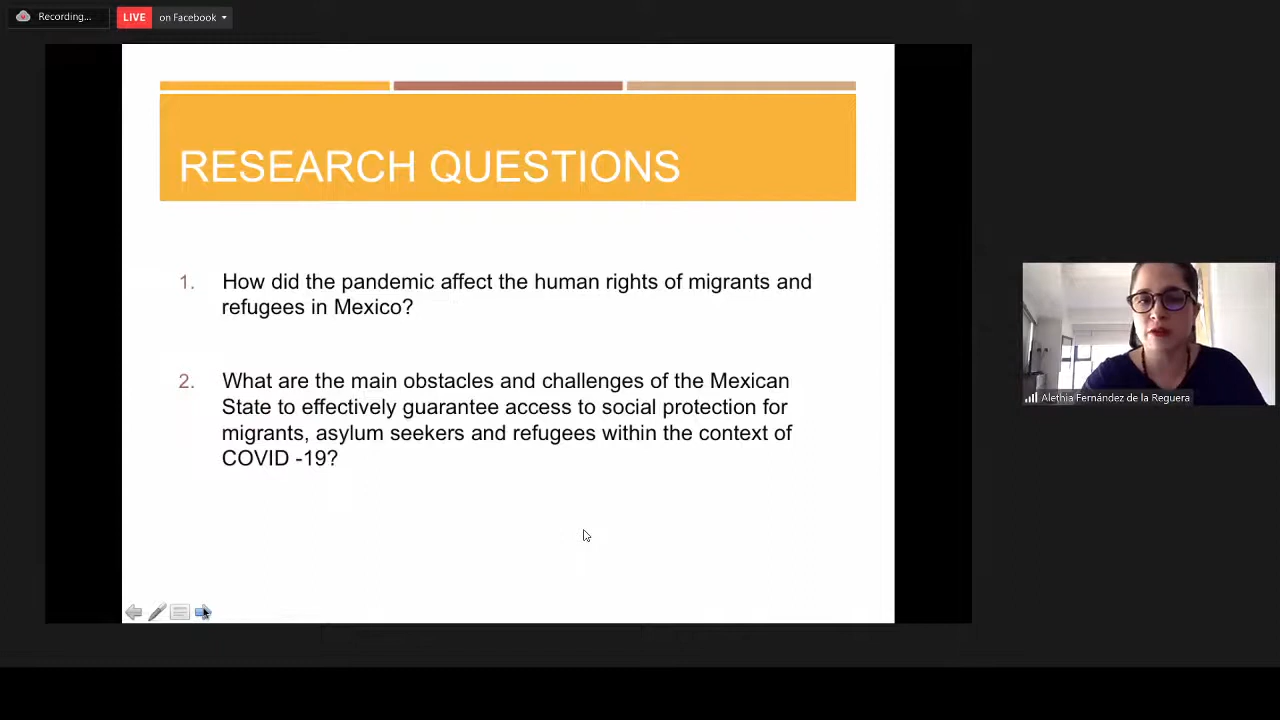 Recording...
LIVE on Facebook
RESEARCH QUESTIONS
1. How did the pandemic affect the human rights of migrants and
refugees in Mexico?
2. What are the main obstacles and challenges of the Mexican
State to effectively guarantee access to social protection for
migrants, asylum seekers and refugees within the context of
COVID -19?
Alethia Fernández de la Reguera